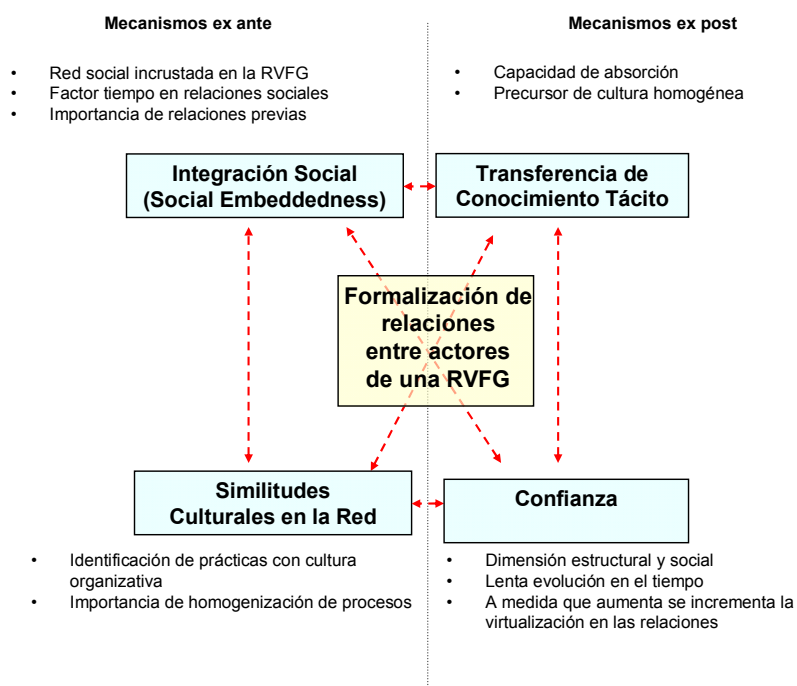 Mecanismos ex ante
Mecanismos ex post
• Red social incrustada en la RVFG
• Factor tiempo en relaciones sociales
• Importancia de relaciones previas
• Capacidad de absorción
• Precursor de cultura homogénea
Integración Social
(Social Embeddedness)
Transferencia de
Conocimiento Tácito
Formalización de
relaciones
entre actores
de una RVFG
Similitudes
Culturales en la Red
Confianza
• Identificación de prácticas con cultura
organizativa
• Importancia de homogenización de procesos
• Dimensión estructural y social
• Lenta evolución en el tiempo
• A medida que aumenta se incrementa la
virtualización en las relaciones